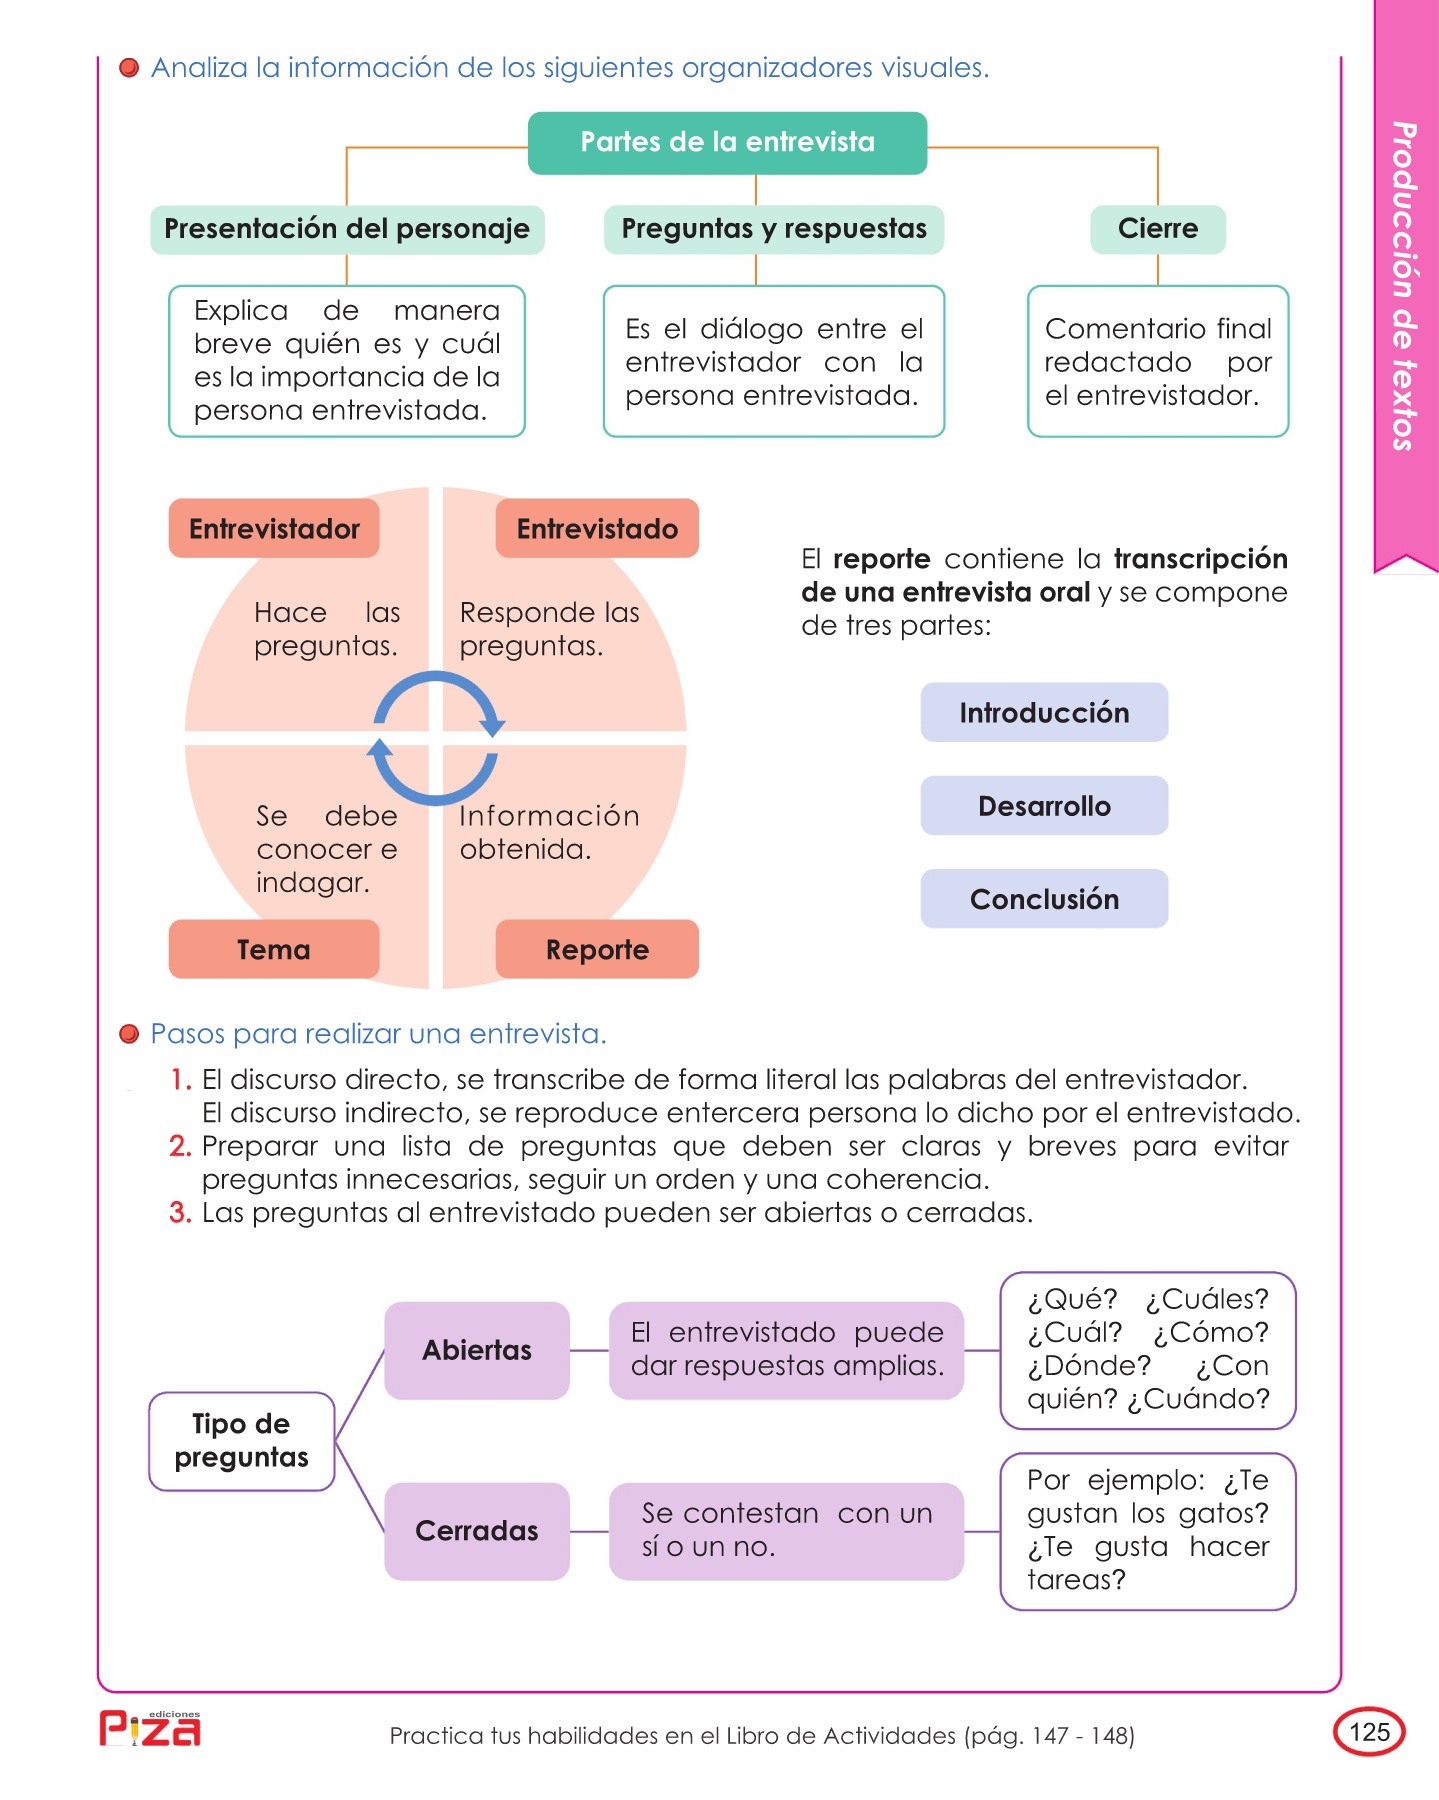 Analiza la información de los siguientes organizadores visuales.
Partes de la entrevista
Presentación del personaje
Explica de manera
breve quién es y cuál
es la importancia de la
persona entrevistada.
Preguntas y respuestas
Es el diálogo entre el
entrevistador con la
persona entrevistada.
Cierre
Comentario final
redactado por
el entrevistador.
Producción de textos
Entrevistador
Hace las
preguntas.
Entrevistado
Responde las
preguntas.
Se debe
conocer e
indagar.
Tema
Información
obtenida.
Reporte
El reporte contiene la transcripción
de una entrevista oral y se compone
de tres partes:
Introducción
Desarrollo
Conclusión
Pasos para realizar una entrevista.
1. El discurso directo, se transcribe de forma literal las palabras del entrevistador.
El discurso indirecto, se reproduce entercera persona lo dicho por el entrevistado.
2. Preparar una lista de preguntas que deben ser claras y breves para evitar
preguntas innecesarias, seguir un orden y una coherencia.
3. Las preguntas al entrevistado pueden ser abiertas o cerradas.
Tipo de
preguntas
Abiertas
El entrevistado puede
dar respuestas amplias.
¿Qué? ¿Cuáles?
¿Cuál? ¿Cómo?
¿Dónde? ¿Con
quién? ¿Cuándo?
Cerradas
Se contestan con un
sí o un no.
Por ejemplo: ¿Te
gustan los gatos?
¿Te gusta hacer
tareas?
ediciones
Piza
Practica tus habilidades en el Libro de Actividades (pág. 147 - 148)
125